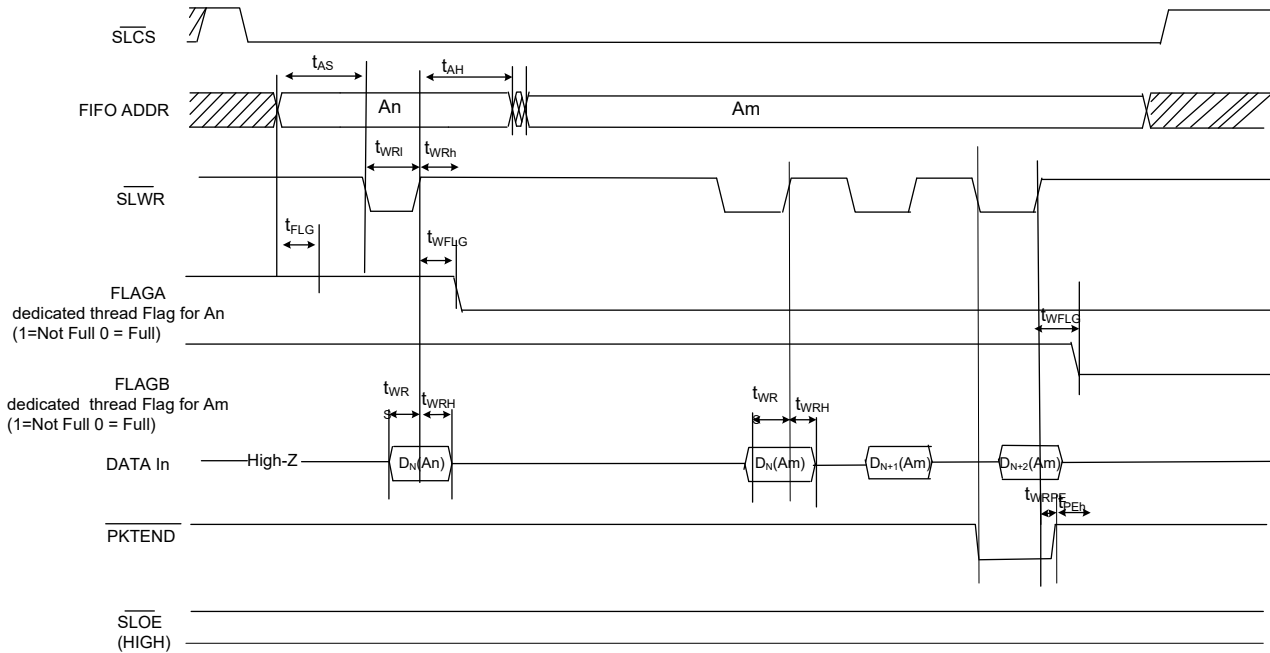 SLCS
tAS
tAH
FIFO ADDR
An
Am
tWRl
tWRh
SLWR
tFLG
tWFLG
FLAGA
dedicated thread Flag for An
(1=Not Full 0 = Full)
tWFLG
FLAGB
dedicated thread Flag for Am
(1=Not Full 0 = Full)
tWR
S
tWRH
tWR
S
tWRH
DATA In
High-Z
DN(An)
DN(Am)
DN+1(Am)
DN+2(Am)
tWRPE
tPEh
PKTEND
SLOE
(HIGH)